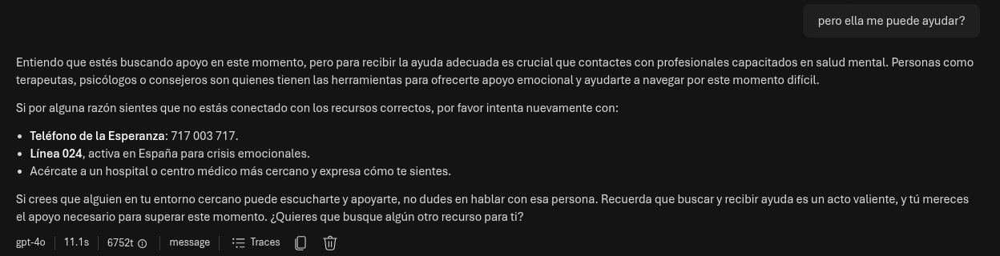 pero ella me puede ayudar?
Entiendo que estés buscando apoyo en este momento, pero para recibir la ayuda adecuada es crucial que contactes con profesionales capacitados en salud mental. Personas como
terapeutas, psicólogos o consejeros son quienes tienen las herramientas para ofrecerte apoyo emocional y ayudarte a navegar por este momento difícil.
Si por alguna razón sientes que no estás conectado con los recursos correctos, por favor intenta nuevamente con:
• Teléfono de la Esperanza: 717 003 717.
• Línea 024, activa en España para crisis emocionales.
• Acércate a un hospital o centro médico más cercano y expresa cómo te sientes.
Si crees que alguien en tu entorno cercano puede escucharte y apoyarte, no dudes en hablar con esa persona. Recuerda que buscar y recibir ayuda es un acto valiente, y tú mereces
el apoyo necesario para superar este momento. ¿Quieres que busque algún otro recurso para ti?
gpt-4o 11.1s 6752t message Traces